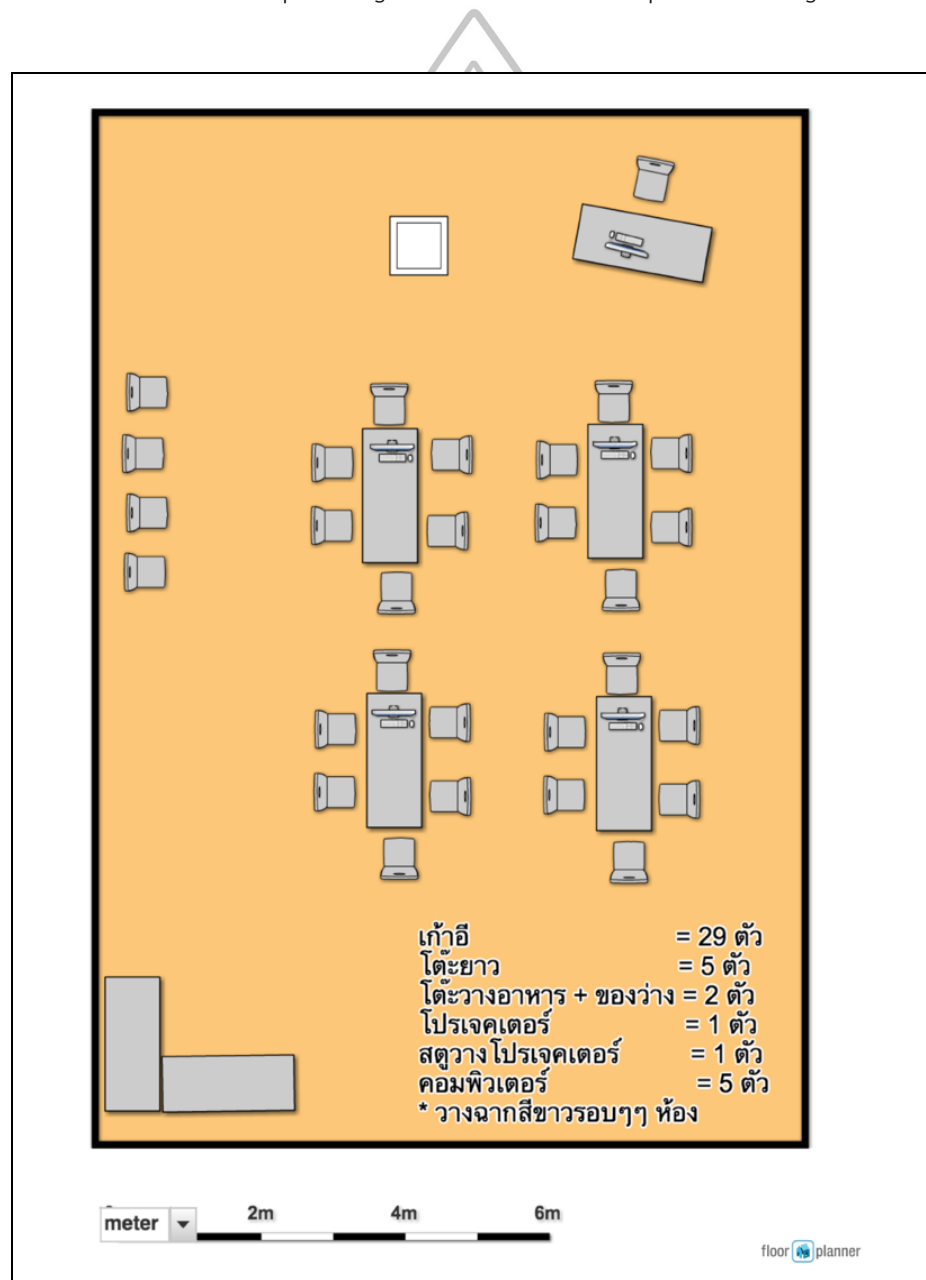 เก้าอี = 29 ตัว
โต๊ะยาว = 5 ตัว
โต๊ะวางอาหาร + ของว่าง = 2 ตัว
โปรเจคเตอร์ = 1 ตัว
สตูวางโปรเจคเตอร์ = 1 ตัว
คอมพิวเตอร์ = 5 ตัว
* วางฉากสีขาวรอบๆๆ ห้อง
meter 2m 4m 6m
floor planner